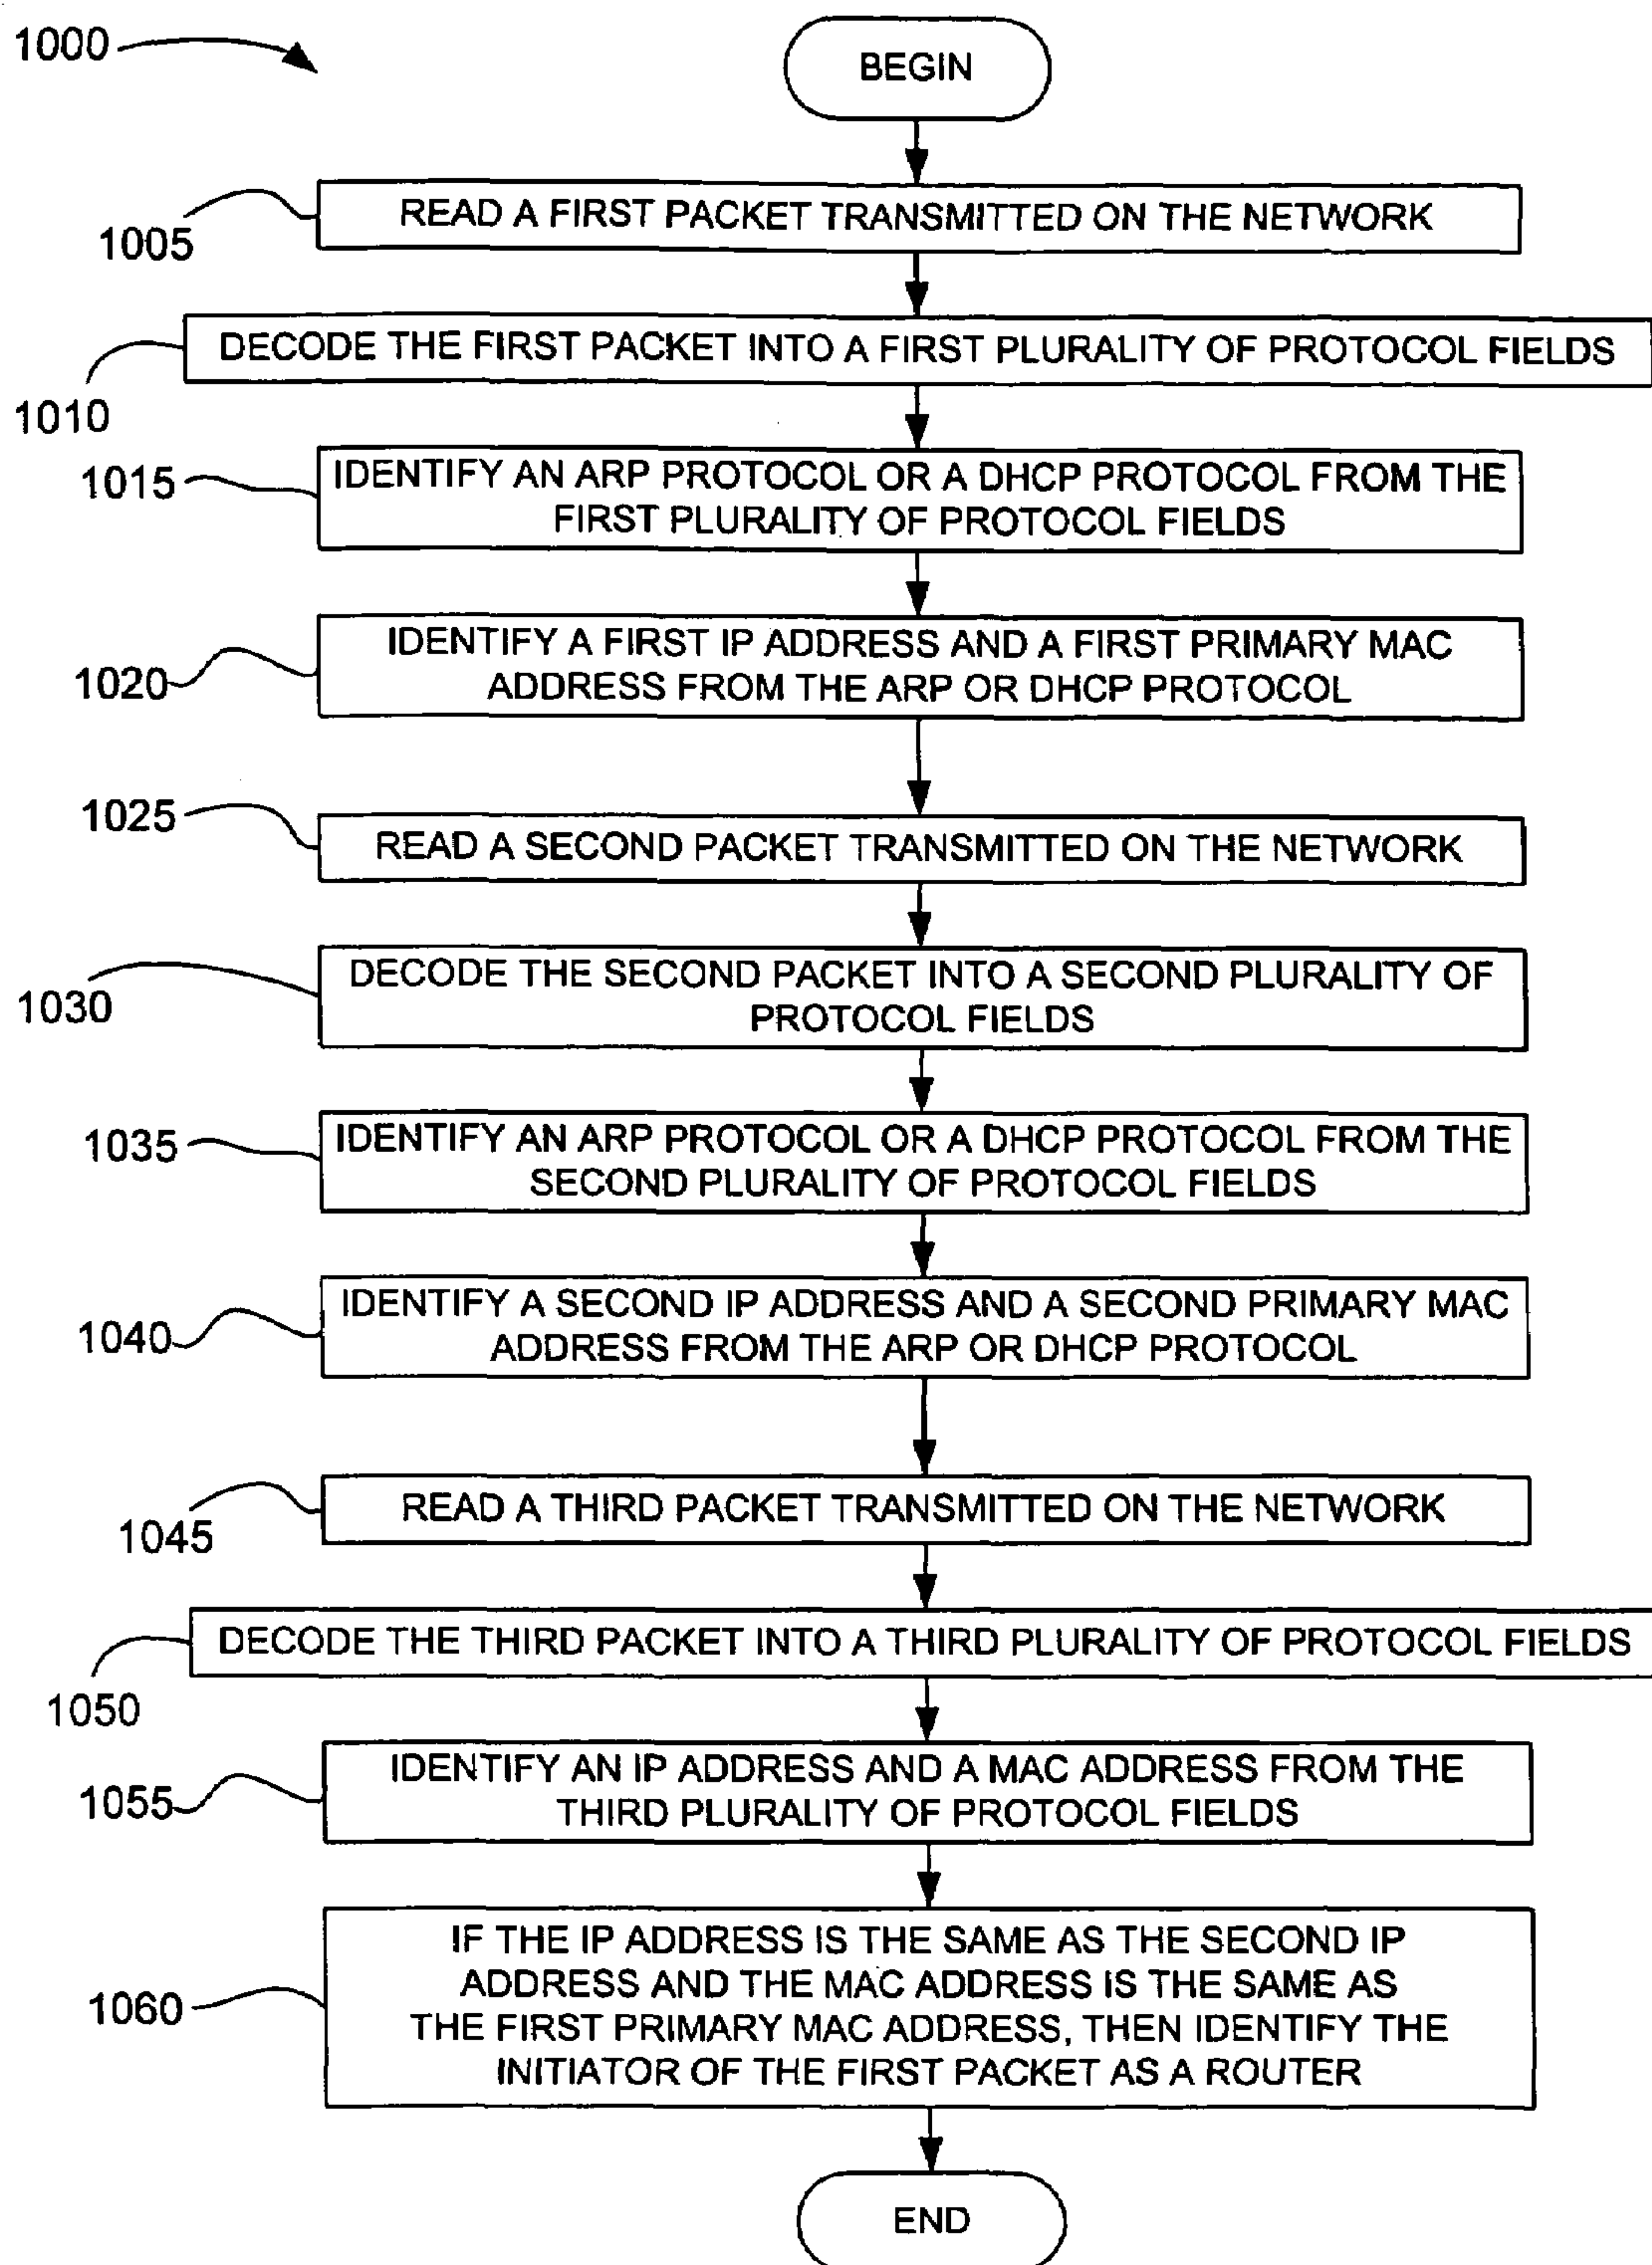 1000
BEGIN
READ A FIRST PACKET TRANSMITTED ON THE NETWORK
1005
DECODE THE FIRST PACKET INTO A FIRST PLURALITY OF PROTOCOL FIELDS
1010
1015
IDENTIFY AN ARP PROTOCOL OR A DHCP PROTOCOL FROM THE
FIRST PLURALITY OF PROTOCOL FIELDS
1020
IDENTIFY A FIRST IP ADDRESS AND A FIRST PRIMARY MAC
ADDRESS FROM THE ARP OR DHCP PROTOCOL
1025
READ A SECOND PACKET TRANSMITTED ON THE NETWORK
1030
DECODE THE SECOND PACKET INTO A SECOND PLURALITY OF
PROTOCOL FIELDS
1035
IDENTIFY AN ARP PROTOCOL OR A DHCP PROTOCOL FROM THE
SECOND PLURALITY OF PROTOCOL FIELDS
1040
IDENTIFY A SECOND IP ADDRESS AND A SECOND PRIMARY MAC
ADDRESS FROM THE ARP OR DHCP PROTOCOL
READ A THIRD PACKET TRANSMITTED ON THE NETWORK
1045
DECODE THE THIRD PACKET INTO A THIRD PLURALITY OF PROTOCOL FIELDS
1050
1055
IDENTIFY AN IP ADDRESS AND A MAC ADDRESS FROM THE
THIRD PLURALITY OF PROTOCOL FIELDS
1060
IF THE IP ADDRESS IS THE SAME AS THE SECOND IP
ADDRESS AND THE MAC ADDRESS IS THE SAME AS
THE FIRST PRIMARY MAC ADDRESS, THEN IDENTIFY THE
INITIATOR OF THE FIRST PACKET AS A ROUTER
END